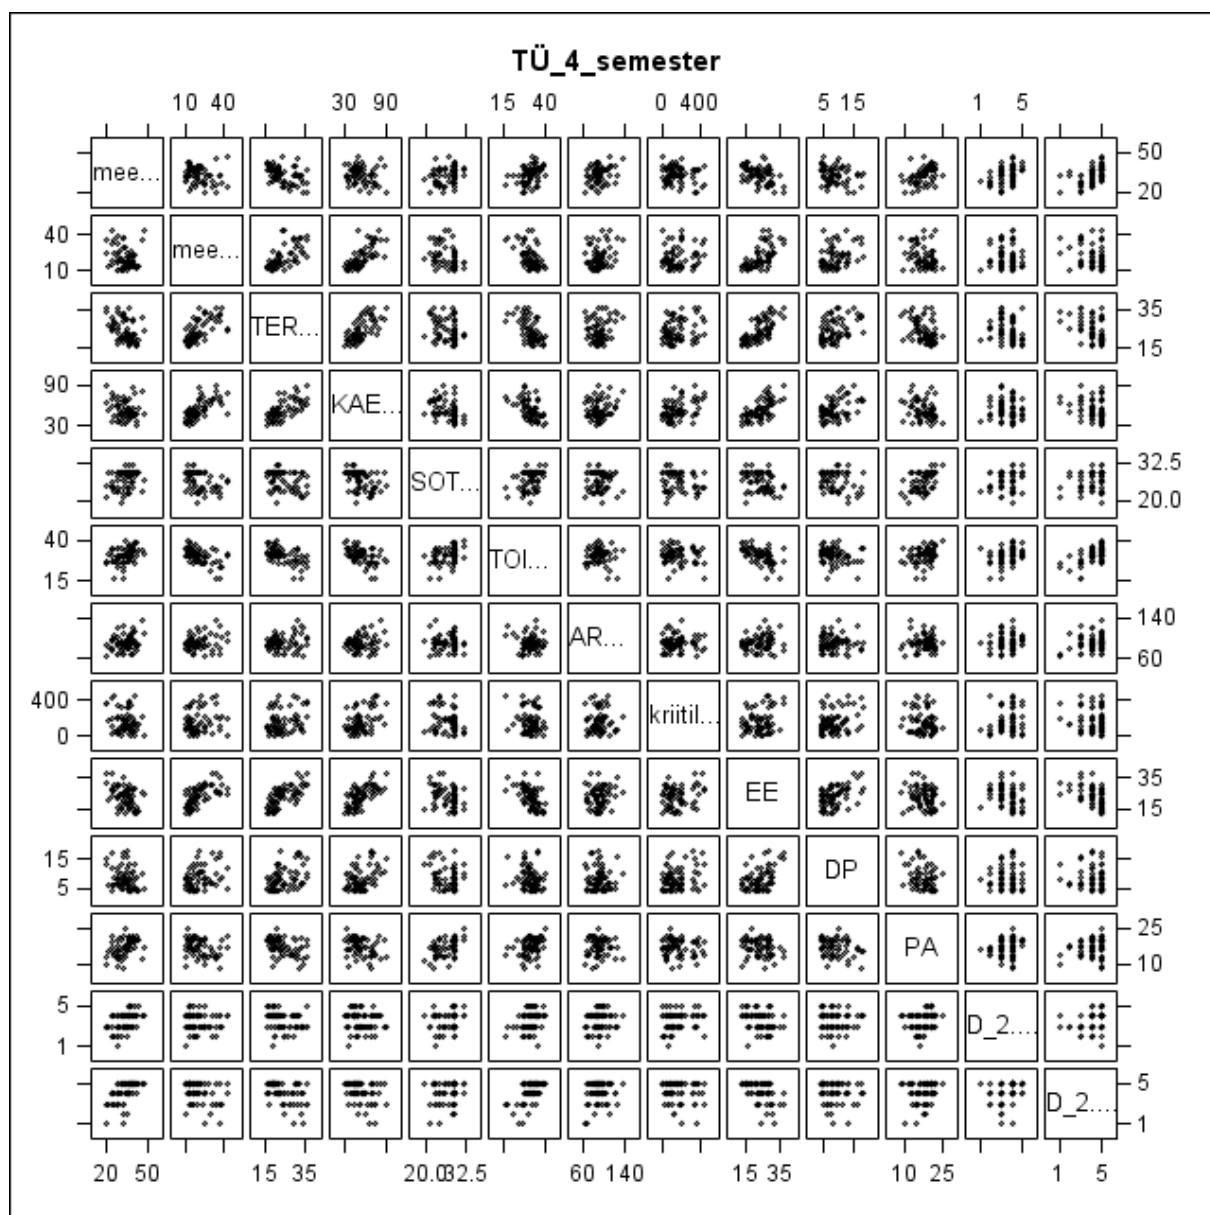 TÜ_4_semester
10 40 30 90 15 40 0 400 5 15 1 5
mee... 50
20
40 mee...
10
TER... 35
15
90 KAE...
30
SOT... 32.5
20.0
40 TOI...
15
AR... 140
60
400 kriitil...
0
EE 35
15
15 DP
5
PA 25
10
5 D_2....
1
D_2.... 5
1
20 50 15 35 20.0 32.5 60 140 15 35 10 25 1 5